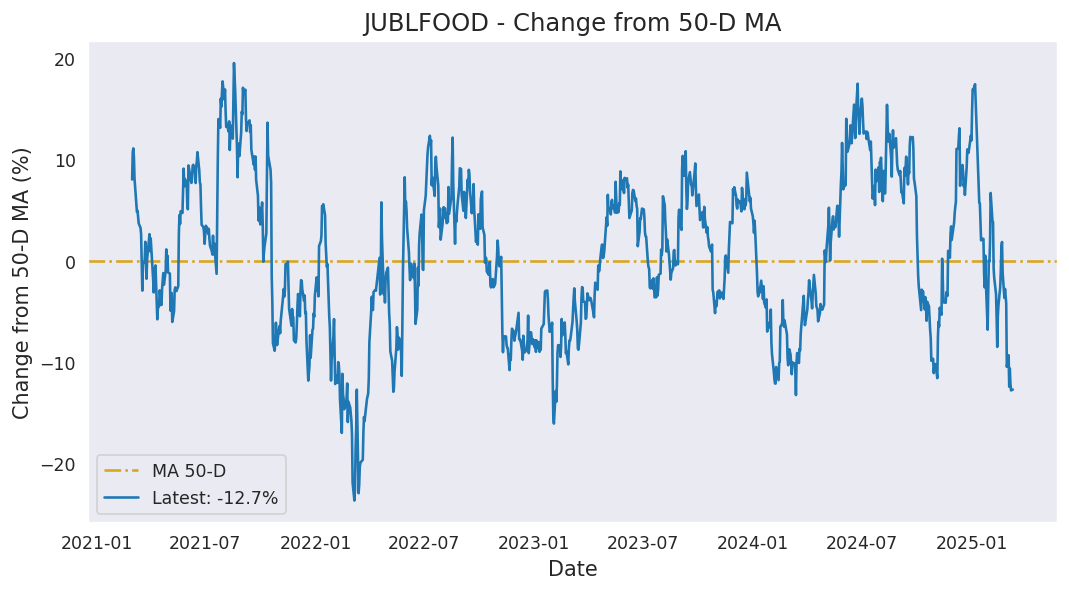 JUBLFOOD - Change from 50-D MA
Change from 50-D MA (%)
20
10
0
−10
−20
MA 50-D
Latest: -12.7%
2021-01 2021-07 2022-01 2022-07 2023-01 2023-07 2024-01 2024-07 2025-01
Date